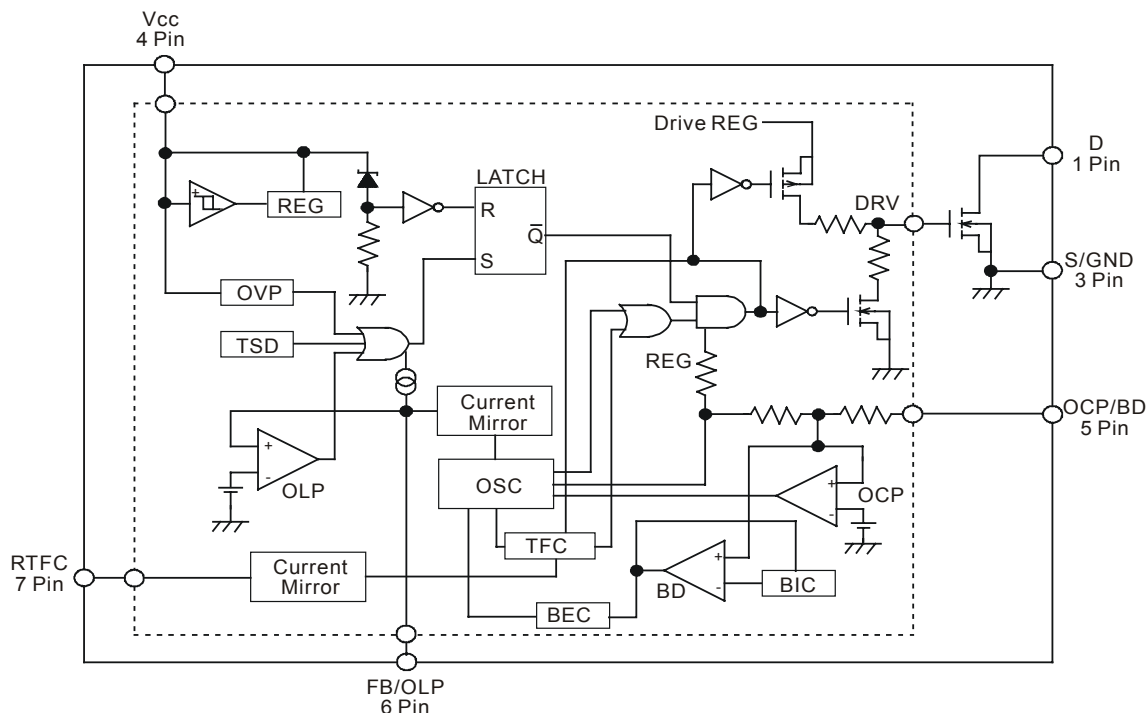 Vcc
4 Pin
Drive REG
D
1 Pin
LATCH
REG
R
DRV
Q̅
S/GND
3 Pin
S
OVP
TSD
REG
Current
Mirror
OCP/BD
5 Pin
+
-
OLP
OSC
+
-
OCP
RTFC
7 Pin
Current
Mirror
TFC
+
-
BD
BIC
BEC
FB/OLP
6 Pin